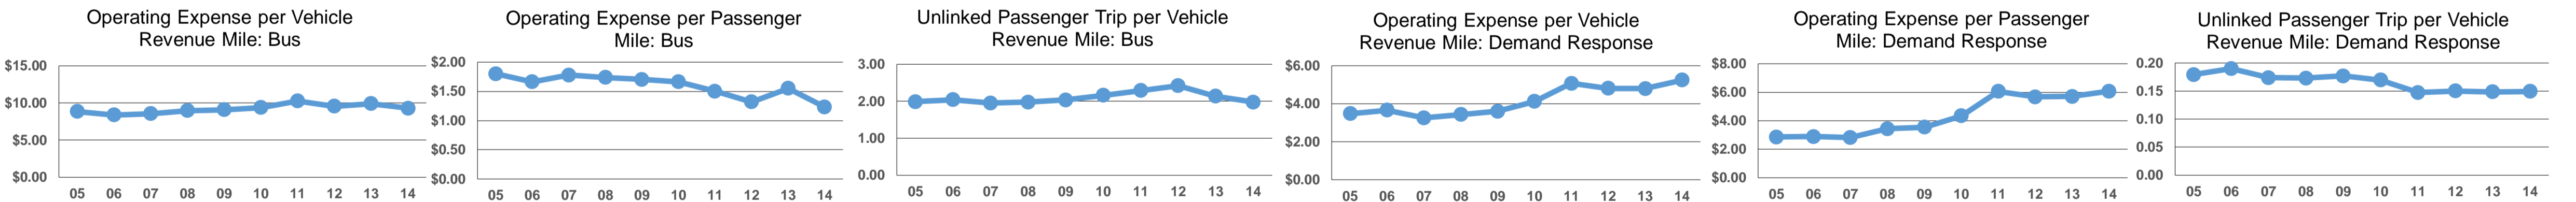 Operating Expense per Vehicle
Revenue Mile: Bus
$15.00
$10.00
$5.00
$0.00
05 06 07 08 09 10 11 12 13 14
Operating Expense per Passenger
Mile: Bus
$2.00
$1.50
$1.00
$0.50
$0.00
05 06 07 08 09 10 11 12 13 14
Unlinked Passenger Trip per Vehicle
Revenue Mile: Bus
3.00
2.00
1.00
0.00
05 06 07 08 09 10 11 12 13 14
Operating Expense per Vehicle
Revenue Mile: Demand Response
$6.00
$4.00
$2.00
$0.00
05 06 07 08 09 10 11 12 13 14
Operating Expense per Passenger
Mile: Demand Response
$8.00
$6.00
$4.00
$2.00
$0.00
05 06 07 08 09 10 11 12 13 14
Unlinked Passenger Trip per Vehicle
Revenue Mile: Demand Response
0.20
0.15
0.10
0.05
0.00
05 06 07 08 09 10 11 12 13 14